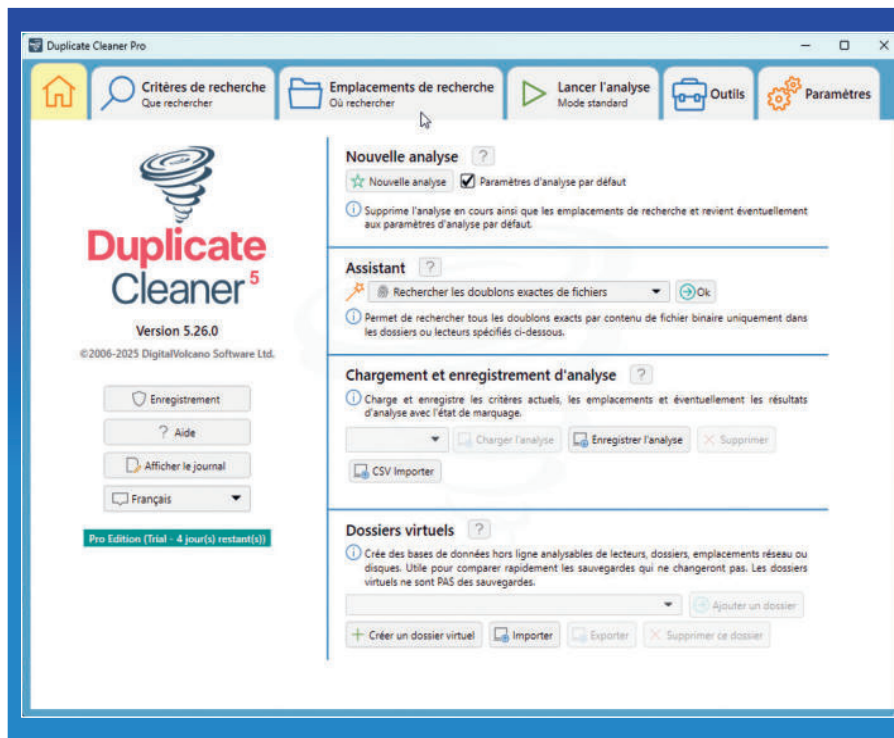 Duplicate Cleaner Pro
Critères de recherche
Que rechercher
Emplacements de recherche
Où rechercher
Lancer l'analyse
Mode standard
Outils
Paramètres
Duplicate
Cleaner 5
Version 5.26.0
©2006-2025 DigitalVolcano Software Ltd.
Enregistrement
? Aide
Afficher le journal
Français
Pro Edition (Trial - 4 jour(s) restant(s))
Nouvelle analyse ?
Nouvelle analyse Paramètres d'analyse par défaut
Supprime l'analyse en cours ainsi que les emplacements de recherche et revient éventuellement
aux paramètres d'analyse par défaut.
Assistant ?
Rechercher les doublons exactes de fichiers Ok
Permet de rechercher tous les doublons exacts par contenu de fichier binaire uniquement dans
les dossiers ou lecteurs spécifiés ci-dessous.
Chargement et enregistrement d'analyse ?
Charge et enregistre les critères actuels, les emplacements et éventuellement les résultats
d'analyse avec l'état de marquage.
Charger l'analyse Enregistrer l'analyse Supprimer
CSV Importer
Dossiers virtuels ?
Crée des bases de données hors ligne analysables de lecteurs, dossiers, emplacements réseau ou
disques. Utile pour comparer rapidement les sauvegardes qui ne changeront pas. Les dossiers
virtuels ne sont PAS des sauvegardes.
Ajouter un dossier
Créer un dossier virtuel Importer Exporter Supprimer ce dossier